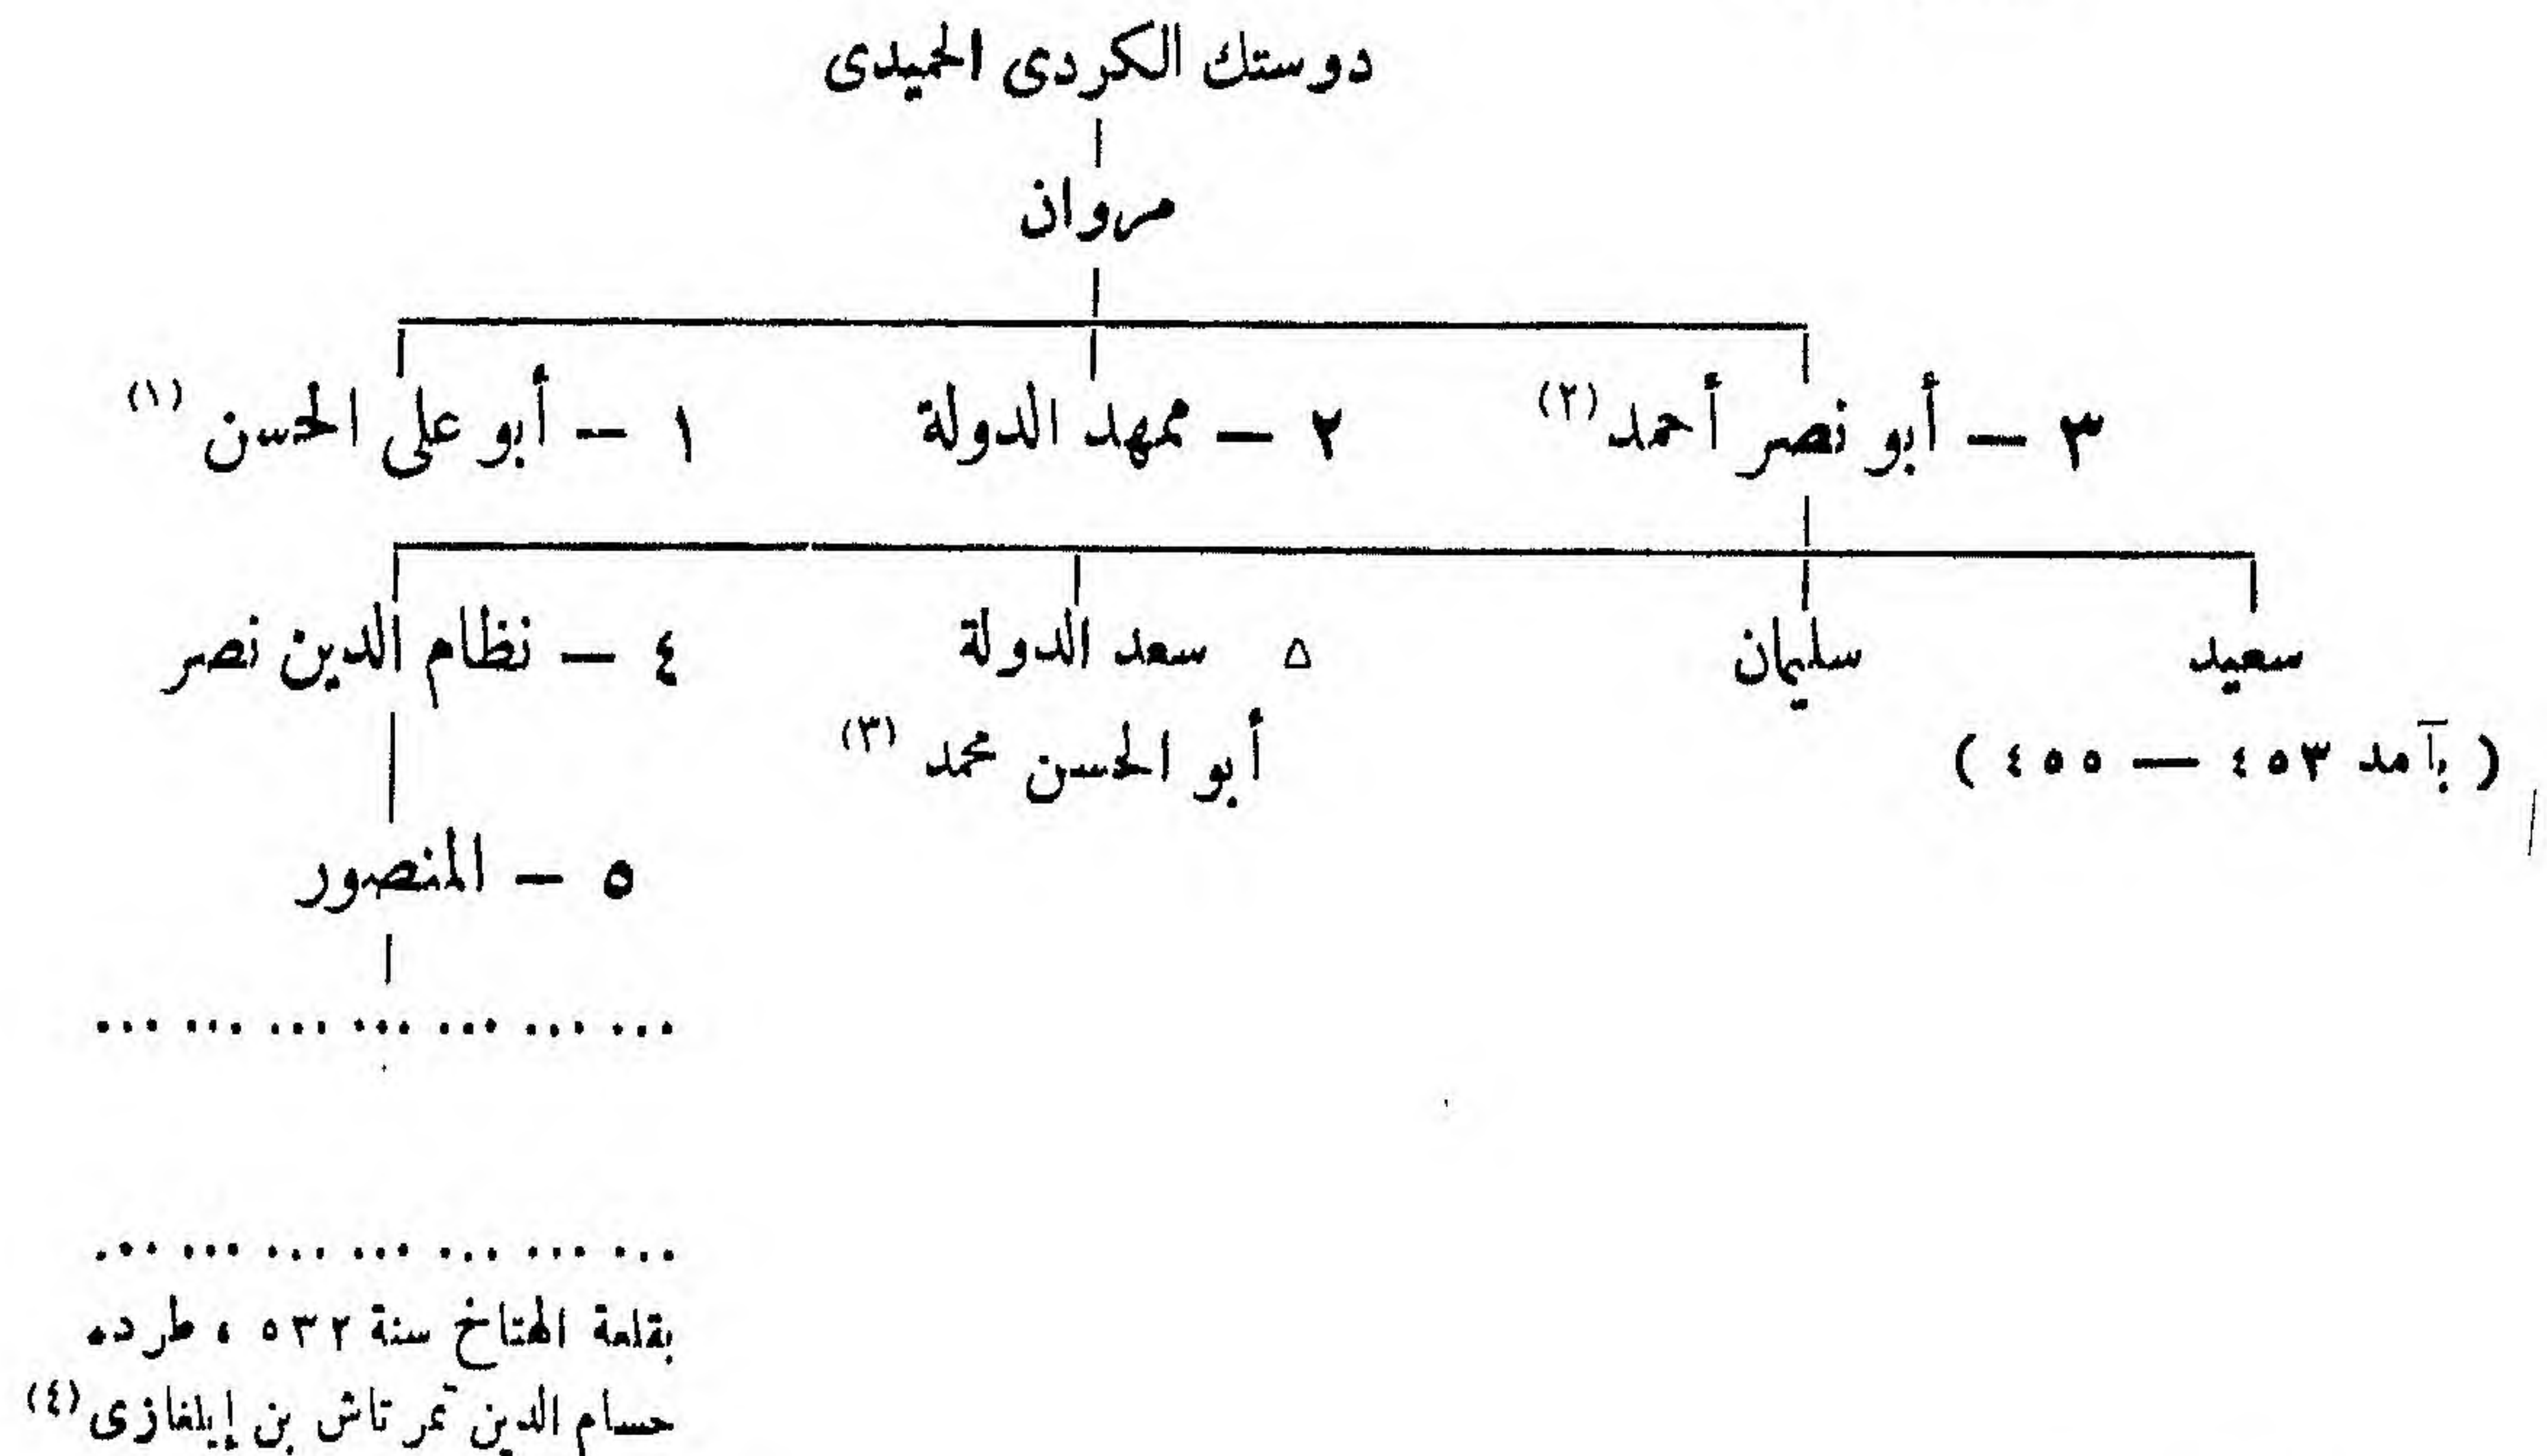 دوستك الكردى الحميدى
مروان
٣ – أبو نصر أحمد (٢) ٢ – ممهد الدولة ١ – أبو على الحسن (١)
سعيد سليمان ۵ سعد الدولة ٤ – نظام الدين نصر
( بآمد ٤٥٣ – ٤٥٥ ) أبو الحسن محمد (٣)
٥ – المنصور
... ... ... ... ... ... ...
... ... ... ... ... ... ...
بقلعة الهتاخ سنة ٥٣٢ ، طرده
حسام الدين تمرتاش بن إيلغازى (٤)